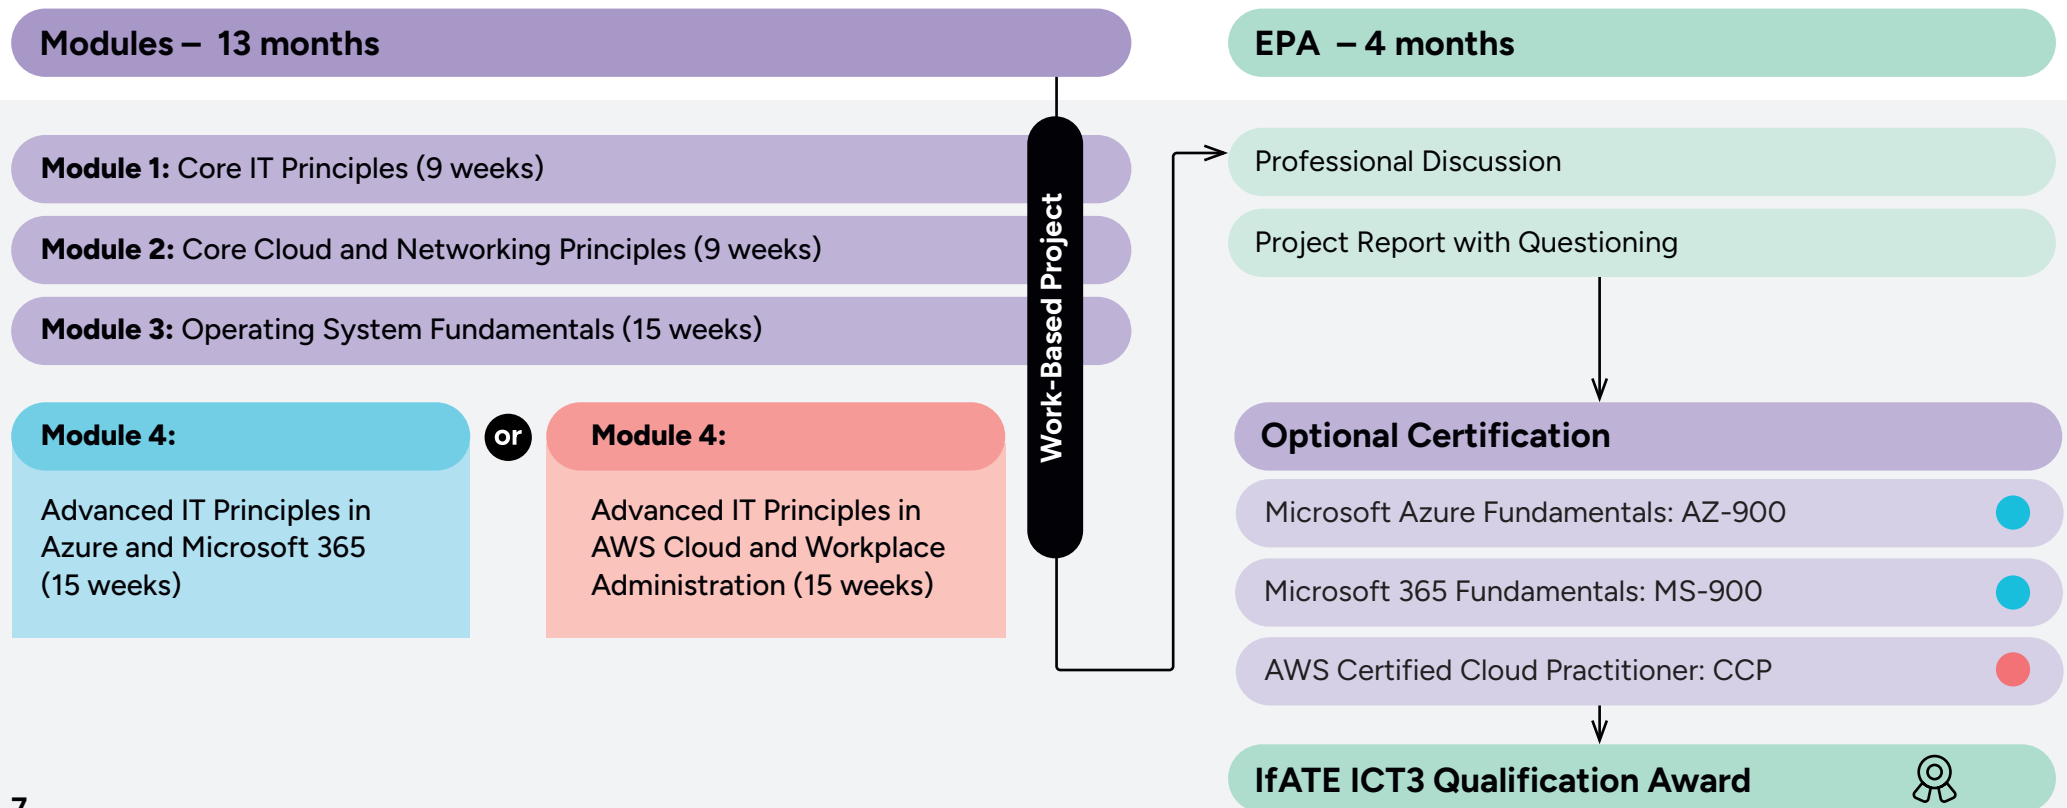 Modules – 13 months
Module 1: Core IT Principles (9 weeks)
Module 2: Core Cloud and Networking Principles (9 weeks)
Module 3: Operating System Fundamentals (15 weeks)
Module 4:
Advanced IT Principles in
Azure and Microsoft 365
(15 weeks)
or
Module 4:
Advanced IT Principles in
AWS Cloud and Workplace
Administration (15 weeks)
Work-Based Project
EPA – 4 months
Professional Discussion
Project Report with Questioning
Optional Certification
Microsoft Azure Fundamentals: AZ-900
Microsoft 365 Fundamentals: MS-900
AWS Certified Cloud Practitioner: CCP
IfATE ICT3 Qualification Award
7